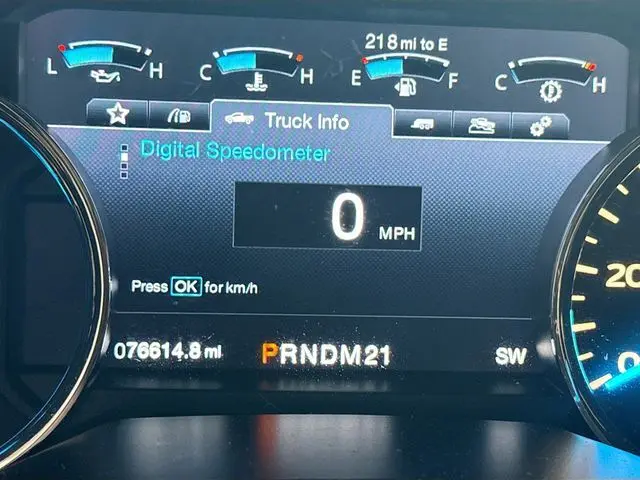 218 mi to E
L H C H E F C H
Truck Info
Digital Speedometer
0 MPH
Press OK for km/h
076614.8 mi PRNDM21 SW
20
0